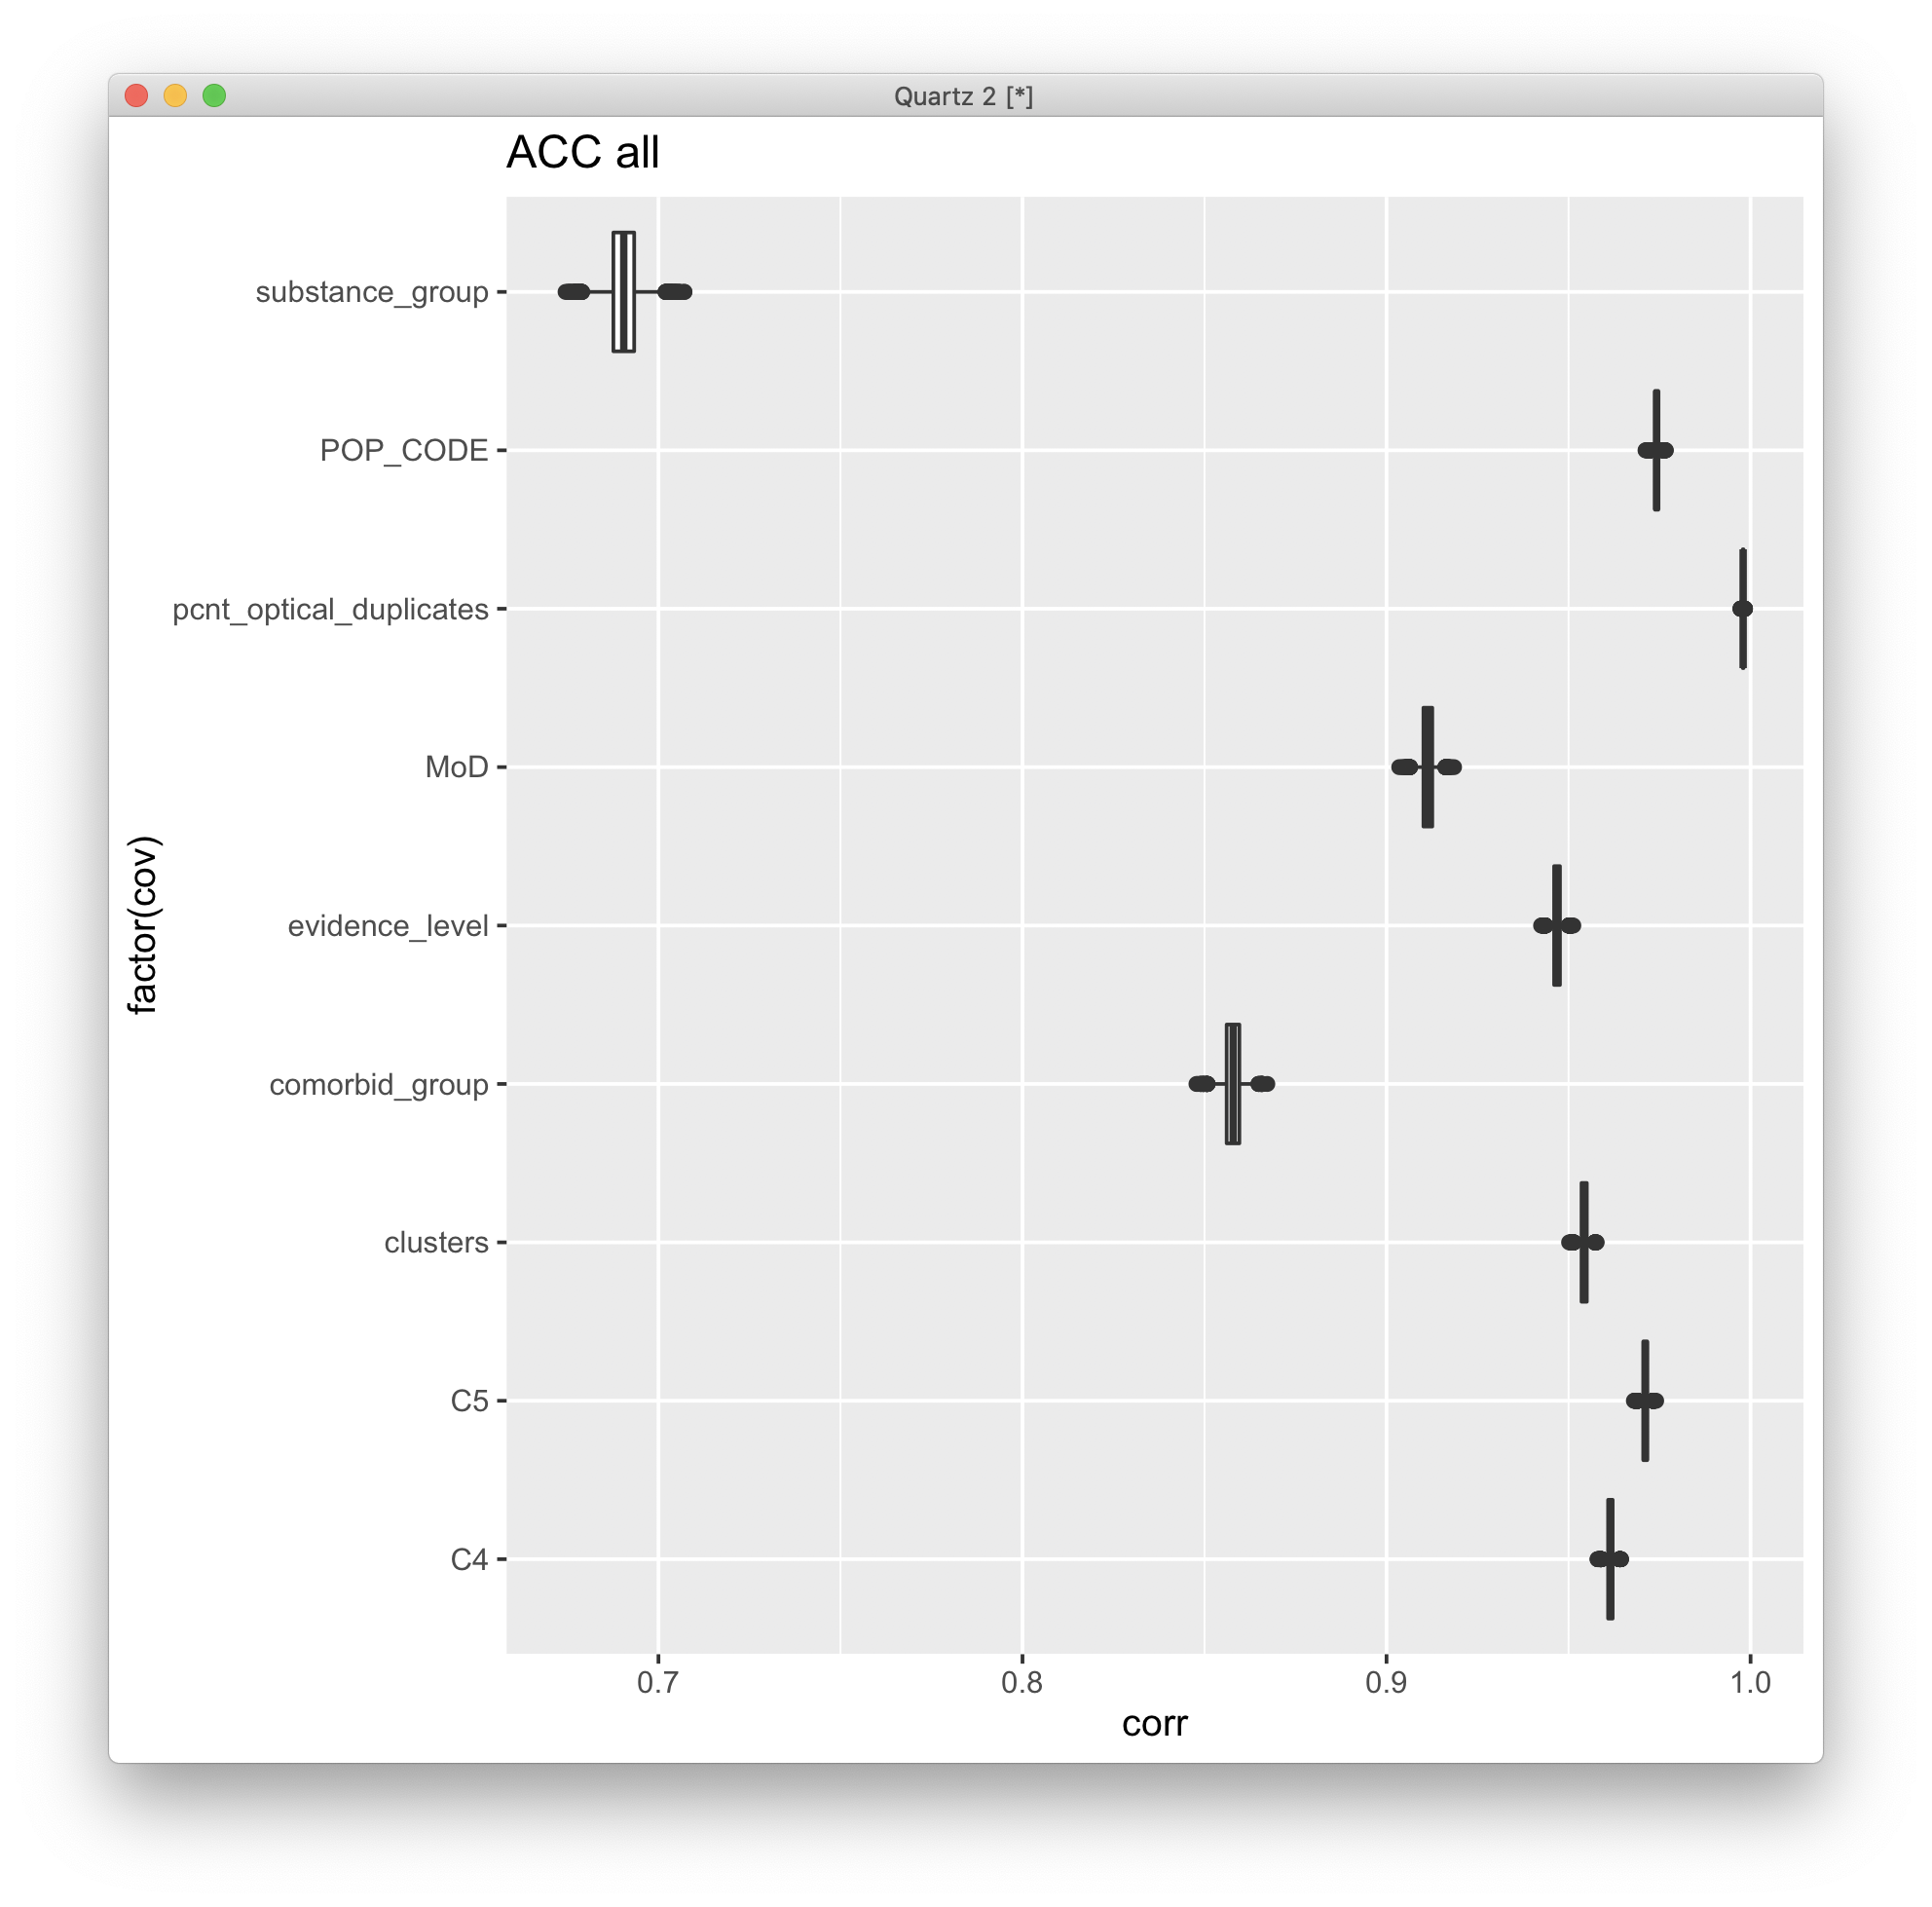 Quartz 2 [*]
ACC all
substance_group
POP_CODE
pcnt_optical_duplicates
MoD
evidence_level
comorbid_group
clusters
C5
C4
factor(cov)
0.7 0.8 0.9 1.0
corr